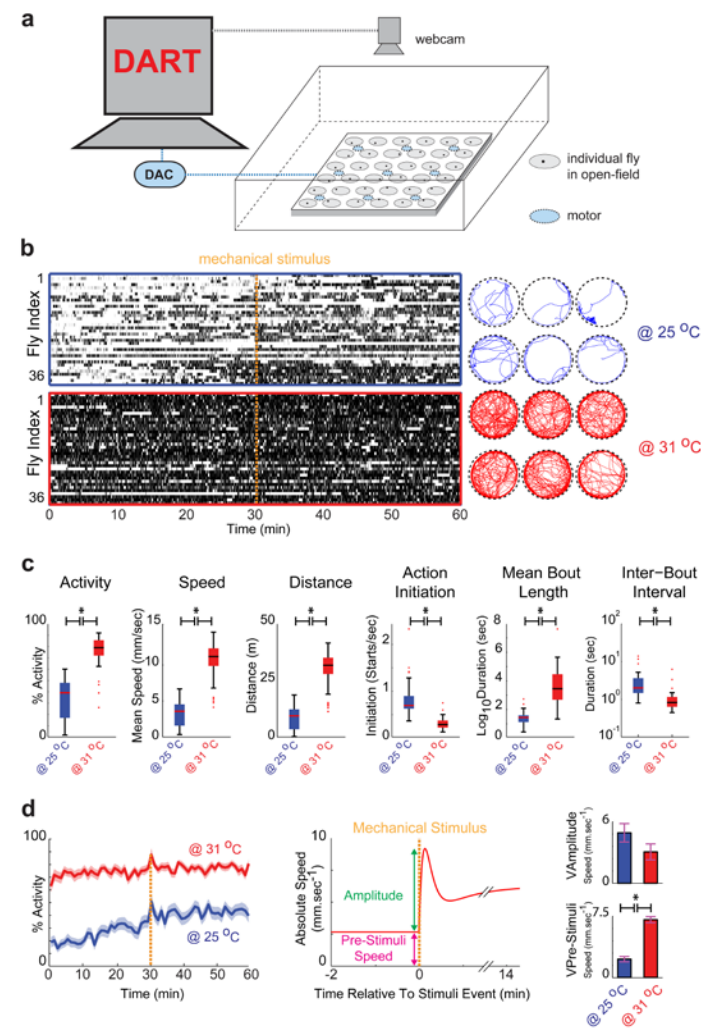 a
DART
webcam
DAC
individual fly
in open-field
motor
b
mechanical stimulus
1
Fly Index
36
@ 25 °C
1
Fly Index
36
@ 31 °C
0 10 20 30 40 50 60
Time (min)
c
Activity
Speed
Distance
Action
Initiation
Mean Bout
Length
Inter-Bout
Interval
*
*
*
*
*
*
% Activity
100
0
@ 25 °C
@ 31 °C
Mean Speed (mm/sec)
15
10
5
0
@ 25 °C
@ 31 °C
Distance (m)
50
25
0
@ 25 °C
@ 31 °C
Initiation (Starts/sec)
2
1
0
@ 25 °C
@ 31 °C
Log10Duration (sec)
8
6
4
2
0
@ 25 °C
@ 31 °C
Duration (sec)
10²
10¹
10⁰
10⁻¹
@ 25 °C
@ 31 °C
d
% Activity
100
0
@ 31 °C
@ 25 °C
0 10 20 30 40 50 60
Time (min)
Mechanical Stimulus
Absolute Speed
(mm.sec⁻¹)
10
0
Amplitude
Pre-Stimuli
Speed
-2 0 14
Time Relative To Stimuli Event (min)
VAmplitude
Speed (mm.sec⁻¹)
6
0
VPre-Stimuli
Speed (mm.sec⁻¹)
7.5
0
*
@ 25 °C
@ 31 °C